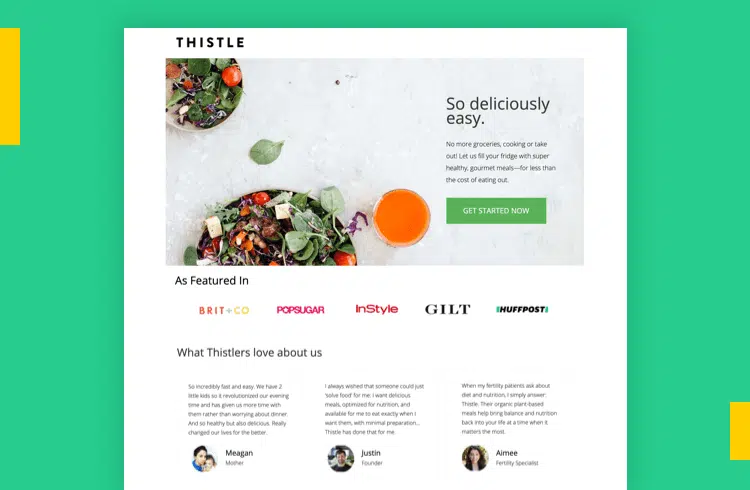 THISTLE
So deliciously
easy.
No more groceries, cooking or take
out! Let us fill your fridge with super
healthy, gourmet meals—for less than
the cost of eating out.
GET STARTED NOW
As Featured In
BRIT+CO
POPSUGAR
InStyle
GILT
HUFFPOST
What Thistlers love about us
So incredibly fast and easy. We have 2
little kids so it revolutionized our evening
time and has given us more time with
them rather than worrying about dinner.
And so healthy but also delicious. Really
changed our lives for the better.
Meagan
Mother
I always wished that someone could just
'solve food' for me. I want delicious
meals, optimized for nutrition, and
available for me to eat exactly when I
want them, with minimal preparation...
Thistle has done that for me.
Justin
Founder
When my fertility patients ask about
diet and nutrition, I simply answer:
Thistle. Their organic plant-based
meals help bring balance and nutrition
back into your life at a time when it
matters the most.
Aimee
Fertility Specialist